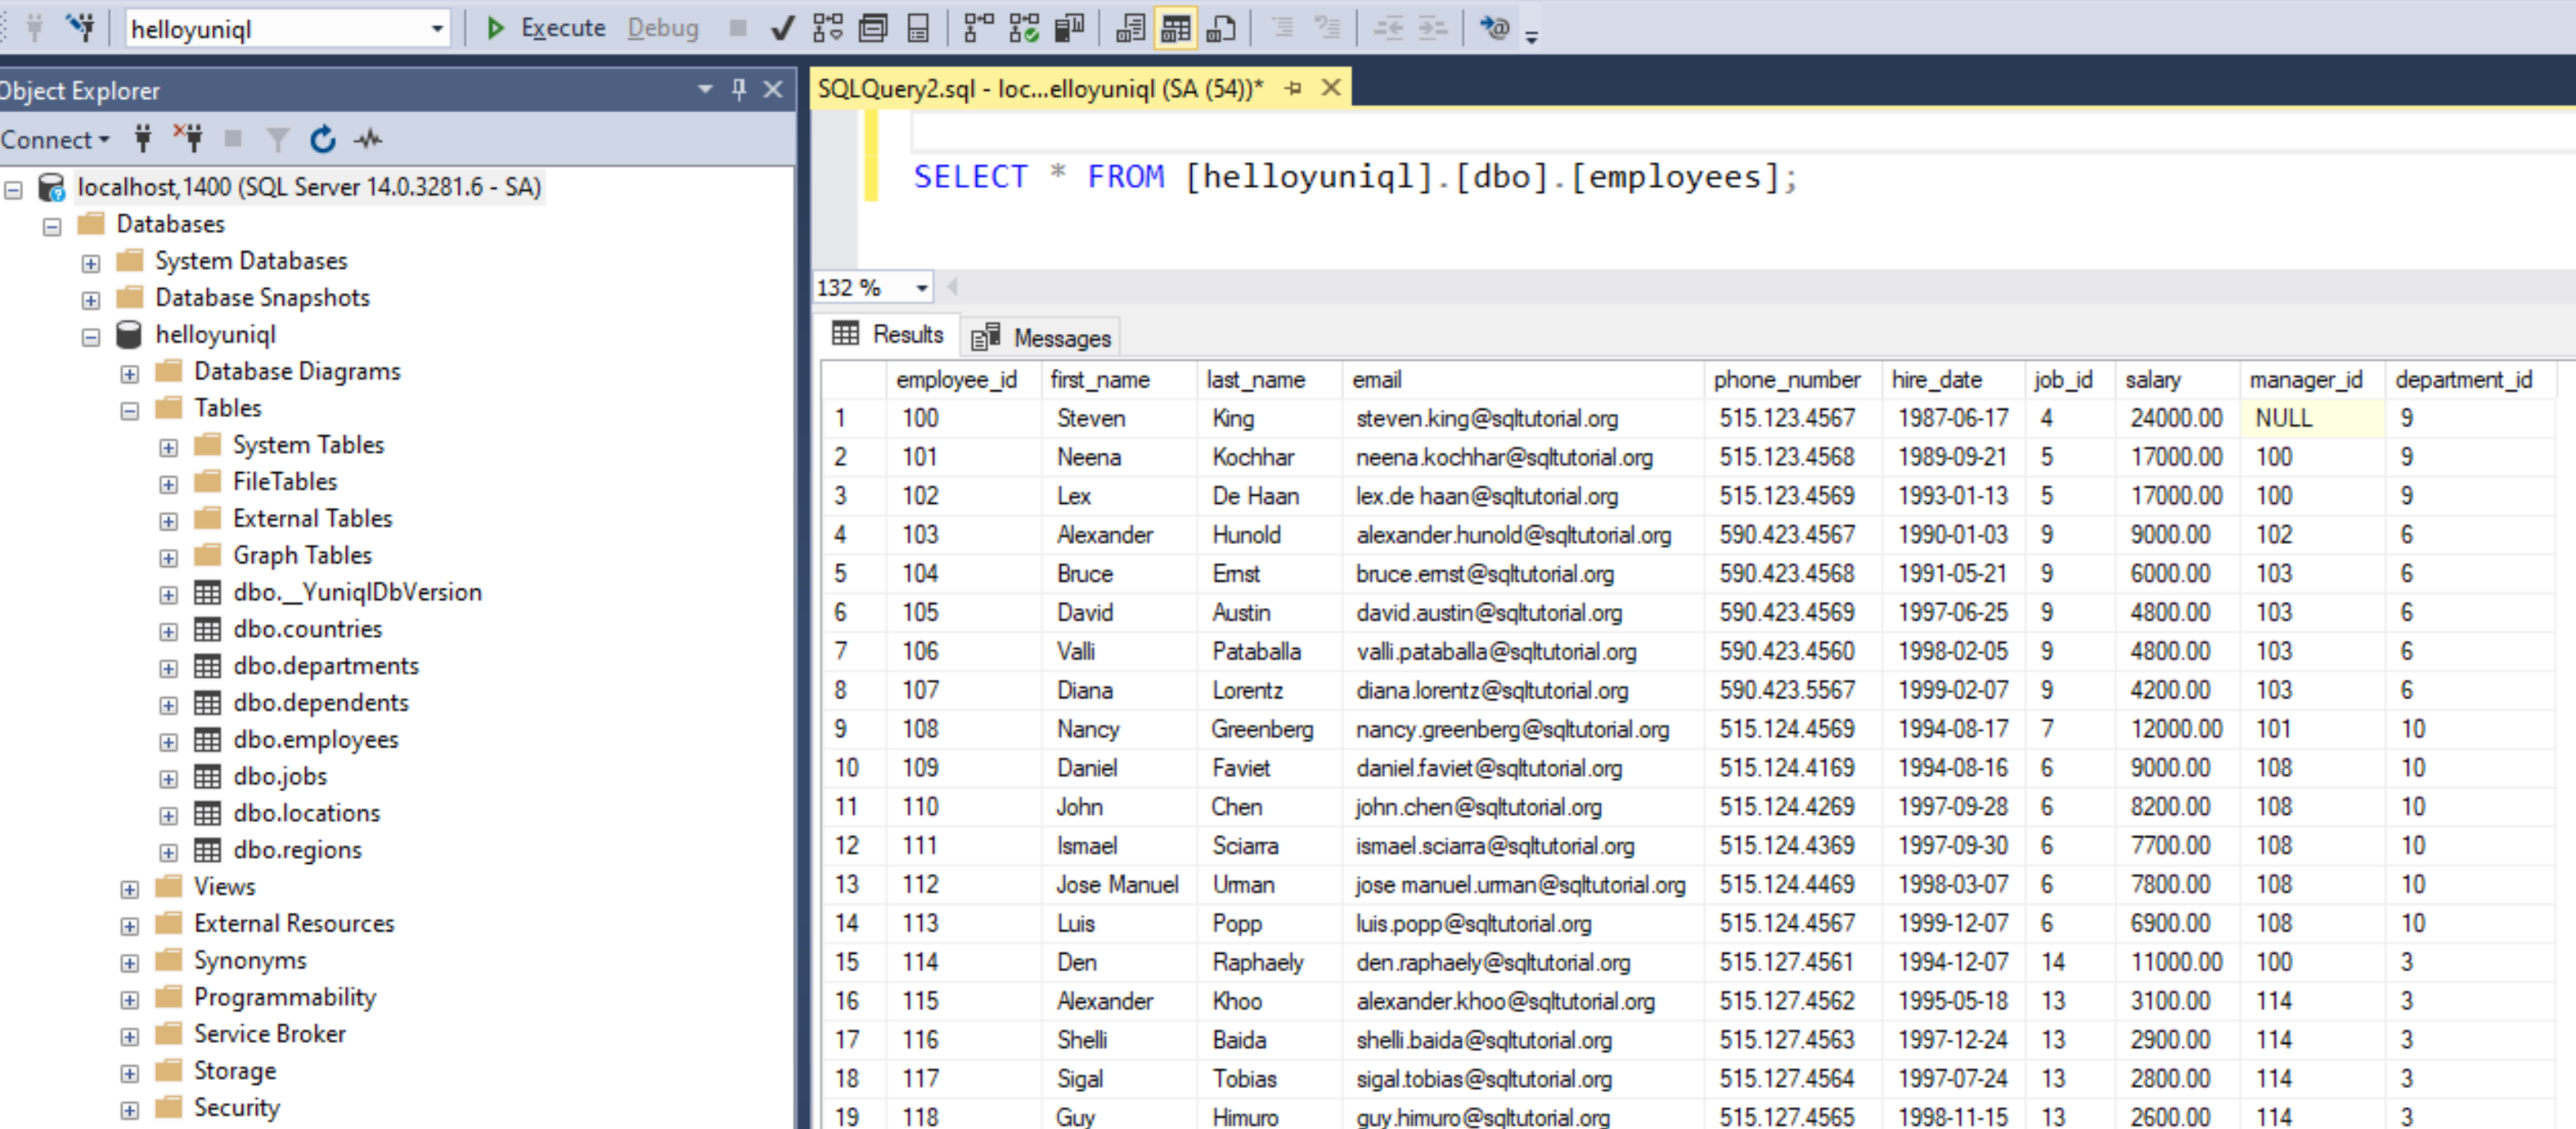 helloyuniql Execute Debug
Object Explorer
Connect
localhost,1400 (SQL Server 14.0.3281.6 - SA)
Databases
System Databases
Database Snapshots
helloyuniql
Database Diagrams
Tables
System Tables
FileTables
External Tables
Graph Tables
dbo.__YuniqlDbVersion
dbo.countries
dbo.departments
dbo.dependents
dbo.employees
dbo.jobs
dbo.locations
dbo.regions
Views
External Resources
Synonyms
Programmability
Service Broker
Storage
Security
SQLQuery2.sql - loc...elloyuniql (SA (54))*
SELECT * FROM [helloyuniql].[dbo].[employees];
132 %
Results Messages
employee_id first_name last_name email phone_number hire_date job_id salary manager_id department_id
1 100 Steven King steven.king@sqltutorial.org 515.123.4567 1987-06-17 4 24000.00 NULL 9
2 101 Neena Kochhar neena.kochhar@sqltutorial.org 515.123.4568 1989-09-21 5 17000.00 100 9
3 102 Lex De Haan lex.de haan@sqltutorial.org 515.123.4569 1993-01-13 5 17000.00 100 9
4 103 Alexander Hunold alexander.hunold@sqltutorial.org 590.423.4567 1990-01-03 9 9000.00 102 6
5 104 Bruce Ernst bruce.ernst@sqltutorial.org 590.423.4568 1991-05-21 9 6000.00 103 6
6 105 David Austin david.austin@sqltutorial.org 590.423.4569 1997-06-25 9 4800.00 103 6
7 106 Valli Pataballa valli.pataballa@sqltutorial.org 590.423.4560 1998-02-05 9 4800.00 103 6
8 107 Diana Lorentz diana.lorentz@sqltutorial.org 590.423.5567 1999-02-07 9 4200.00 103 6
9 108 Nancy Greenberg nancy.greenberg@sqltutorial.org 515.124.4569 1994-08-17 7 12000.00 101 10
10 109 Daniel Faviet daniel.faviet@sqltutorial.org 515.124.4169 1994-08-16 6 9000.00 108 10
11 110 John Chen john.chen@sqltutorial.org 515.124.4269 1997-09-28 6 8200.00 108 10
12 111 Ismael Sciarra ismael.sciarra@sqltutorial.org 515.124.4369 1997-09-30 6 7700.00 108 10
13 112 Jose Manuel Urman jose manuel.urman@sqltutorial.org 515.124.4469 1998-03-07 6 7800.00 108 10
14 113 Luis Popp luis.popp@sqltutorial.org 515.124.4567 1999-12-07 6 6900.00 108 10
15 114 Den Raphaely den.raphaely@sqltutorial.org 515.127.4561 1994-12-07 14 11000.00 100 3
16 115 Alexander Khoo alexander.khoo@sqltutorial.org 515.127.4562 1995-05-18 13 3100.00 114 3
17 116 Shelli Baida shelli.baida@sqltutorial.org 515.127.4563 1997-12-24 13 2900.00 114 3
18 117 Sigal Tobias sigal.tobias@sqltutorial.org 515.127.4564 1997-07-24 13 2800.00 114 3
19 118 Guy Himuro guy.himuro@sqltutorial.org 515.127.4565 1998-11-15 13 2600.00 114 3